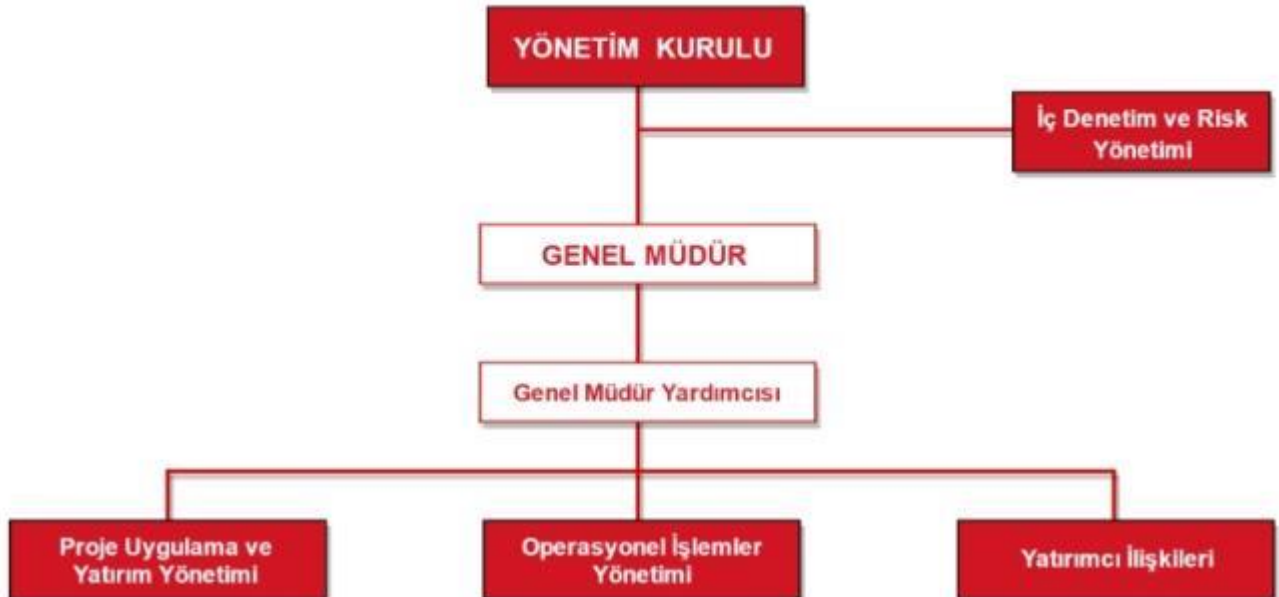 YÖNETİM KURULU
İç Denetim ve Risk
Yönetimi
GENEL MÜDÜR
Genel Müdür Yardımcısı
Proje Uygulama ve
Yatırım Yönetimi
Operasyonel İşlemler
Yönetimi
Yatırımcı İlişkileri